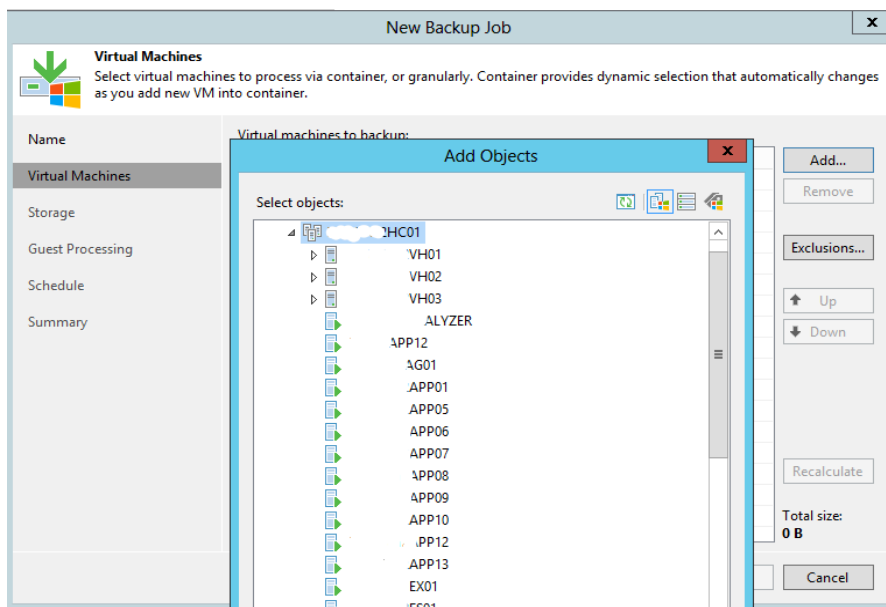 New Backup Job
x
Virtual Machines
Select virtual machines to process via container, or granularly. Container provides dynamic selection that automatically changes
as you add new VM into container.
Name
Virtual Machines
Storage
Guest Processing
Schedule
Summary
Virtual machines to backup:
Add Objects
x
Select objects:
HC01
VH01
VH02
VH03
ALYZER
APP12
AG01
APP01
APP05
APP06
APP07
APP08
APP09
APP10
APP12
APP13
EX01
Add...
Remove
Exclusions...
Up
Down
Recalculate
Total size:
0 B
Cancel